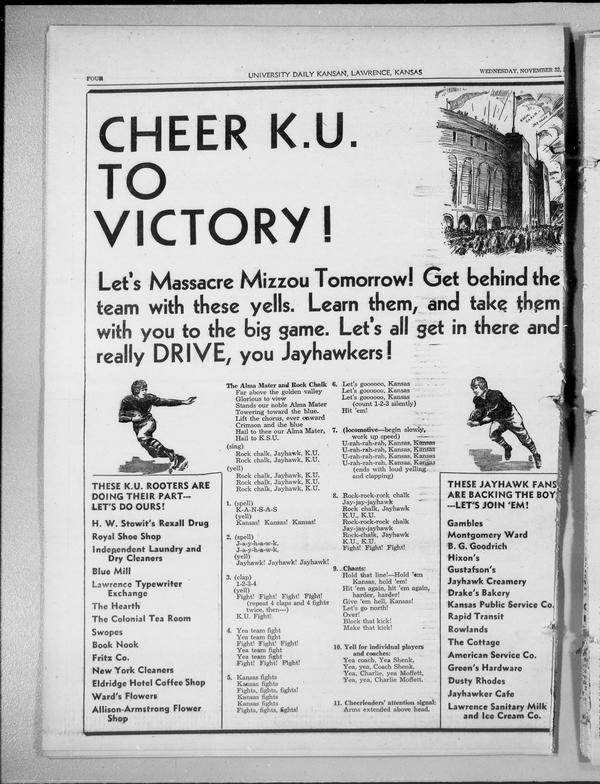 FOUR
UNIVERSITY DAILY KANSAN, LAWRENCE, KANSAS
WEDNESDAY, NOVEMBER 22,
CHEER K.U.
TO
VICTORY!
Let's Massacre Mizzou Tomorrow! Get behind the
team with these yells. Learn them, and take them
with you to the big game. Let's all get in there and
really DRIVE, you Jayhawkers!
THESE K.U. ROOTERS ARE
DOING THEIR PART—
LET'S DO OURS!
H. W. Stowit's Rexall Drug
Royal Shoe Shop
Independent Laundry and
Dry Cleaners
Blue Mill
Lawrence Typewriter
Exchange
The Hearth
The Colonial Tea Room
Swopes
Book Nook
Fritz Co.
New York Cleaners
Eldridge Hotel Coffee Shop
Ward's Flowers
Allison-Armstrong Flower
Shop
The Alma Mater and Rock Chalk
Far above the golden valley
Glorious to view
Stands our noble Alma Mater
Towering toward the blue.
Lift the chorus, ever onward
Crimson and the blue
Hail to thee our Alma Mater,
Hail to K.S.U.
(sing)
Rock chalk, Jayhawk, K.U.
Rock chalk, Jayhawk, K.U.
(yell)
Rock chalk, Jayhawk, K.U.
Rock chalk, Jayhawk, K.U.
Rock chalk, Jayhawk, K.U.
1. (spell)
K-A-N-S-A-S
(yell)
Kansas! Kansas! Kansas!
2. (spell)
J-a-y-h-a-w-k,
J-a-y-h-a-w-k,
(yell)
Jayhawk! Jayhawk! Jayhawk!
3. (clap)
1-2-3-4
(yell)
Fight! Fight! Fight! Fight!
(repeat 4 claps and 4 fights
twice, then—)
K.U. Fight!
4. Yea team fight
Yea team fight
Fight! Fight! Fight!
Yea team fight
Yea team fight
Fight! Fight! Fight!
5. Kansas fights
Kansas fights
Fights, fights, fights!
Kansas fights
Kansas fights
Fights, fights, fights!
6. Let's goooooo, Kansas
Let's goooooo, Kansas
Let's goooooo, Kansas
(count 1-2-3 silently)
Hit 'em!
7. (locomotive—begin slowly,
work up speed)
U-rah-rah-rah, Kansas, Kansas
U-rah-rah-rah, Kansas, Kansas
U-rah-rah-rah, Kansas, Kansas
U-rah-rah-rah, Kansas, Kansas
(ends with loud yelling
and clapping)
8. Rock-rock-rock chalk
Jay-jay-jayhawk
Rock chalk, Jayhawk
K.U., K.U.
Rock-rock-rock chalk
Jay-jay-jayhawk
Rock-chalk, Jayhawk
K.U., K.U.
Fight! Fight! Fight!
9. Chants:
Hold that line!—Hold 'em
Kansas, hold 'em!
Hit 'em again, hit 'em again,
harder, harder!
Give 'em hell, Kansas!
Let's go north!
Over!
Block that kick!
Make that kick!
10. Yell for individual players
and coaches:
Yea coach, Yea Shenk,
Yea, yea, Coach Shenk.
Yea, Charlie, yea Moffett,
Yea, yea, Charlie Moffett.
11. Cheerleaders' attention signal:
Arms extended above head.
THESE JAYHAWK FANS
ARE BACKING THE BOY
—LET'S JOIN 'EM!
Gambles
Montgomery Ward
B. G. Goodrich
Hixon's
Gustafson's
Jayhawk Creamery
Drake's Bakery
Kansas Public Service Co.
Rapid Transit
Rowlands
The Cottage
American Service Co.
Green's Hardware
Dusty Rhodes
Jayhawker Cafe
Lawrence Sanitary Milk
and Ice Cream Co.